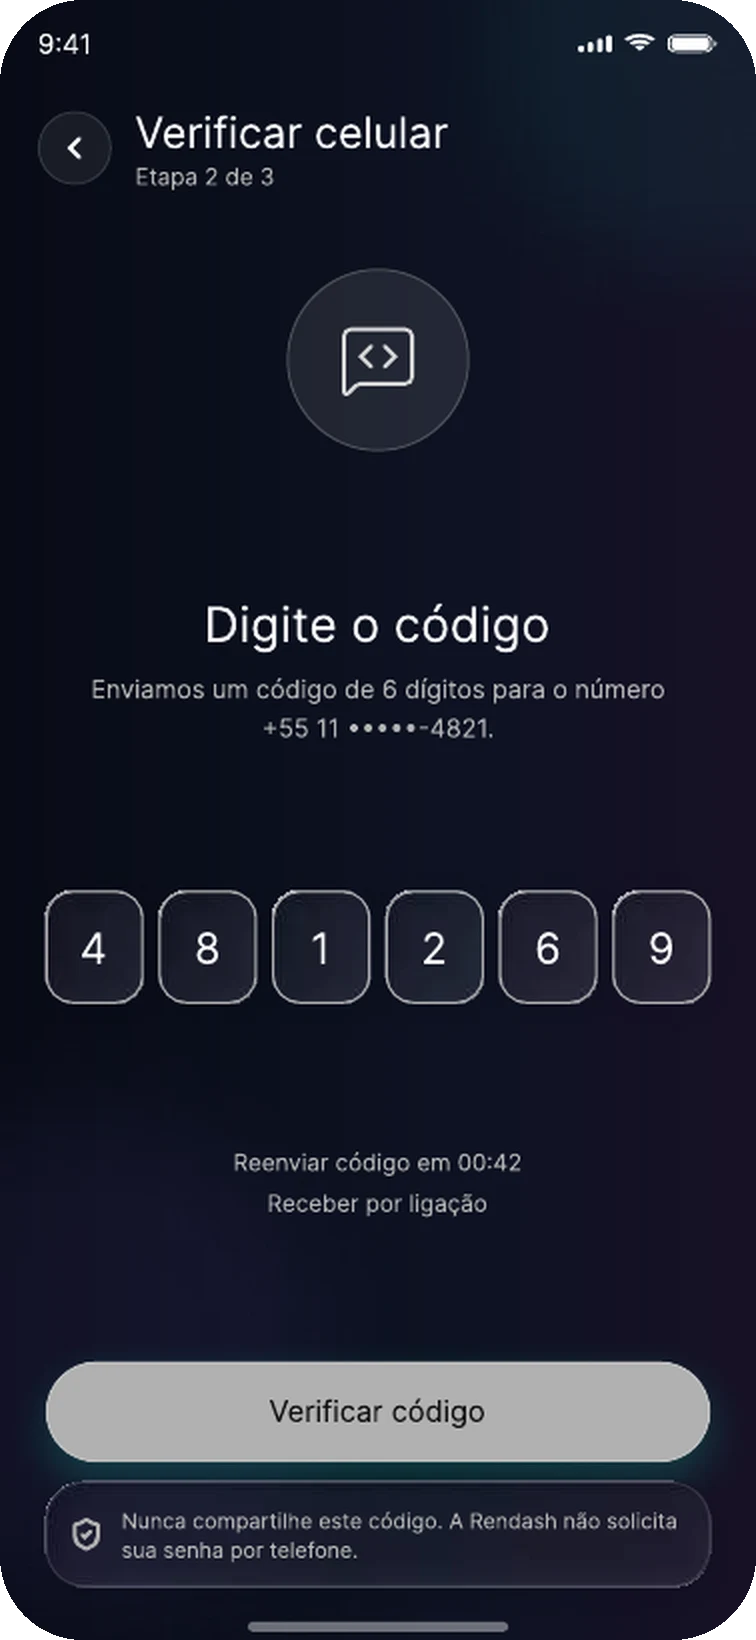 9:41
Verificar celular
Etapa 2 de 3
Digite o código
Enviamos um código de 6 dígitos para o número
+55 11 •••••-4821.
4 8 1 2 6 9
Reenviar código em 00:42
Receber por ligação
Verificar código
Nunca compartilhe este código. A Rendash não solicita
sua senha por telefone.